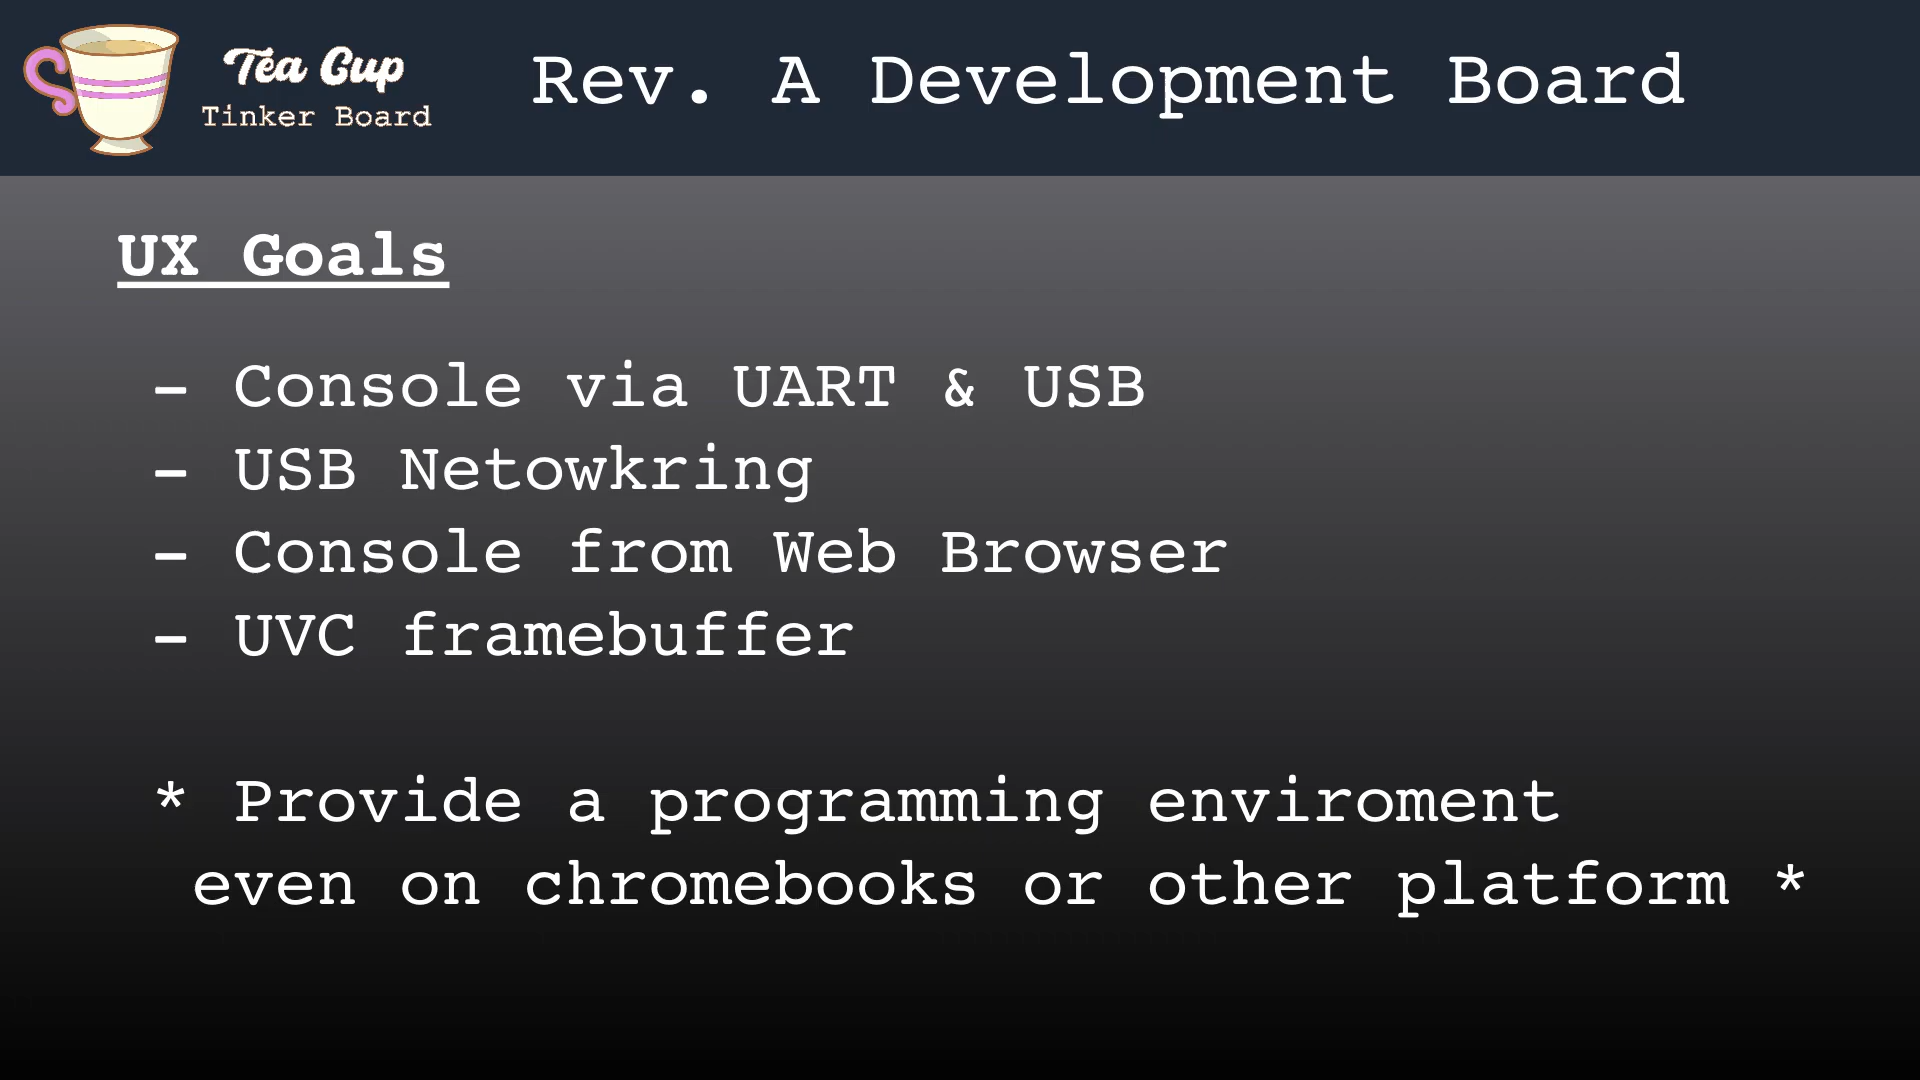 Tea Cup
Tinker Board
Rev. A Development Board
UX Goals
- Console via UART & USB
- USB Netowkring
- Console from Web Browser
- UVC framebuffer
* Provide a programming enviroment
even on chromebooks or other platform *